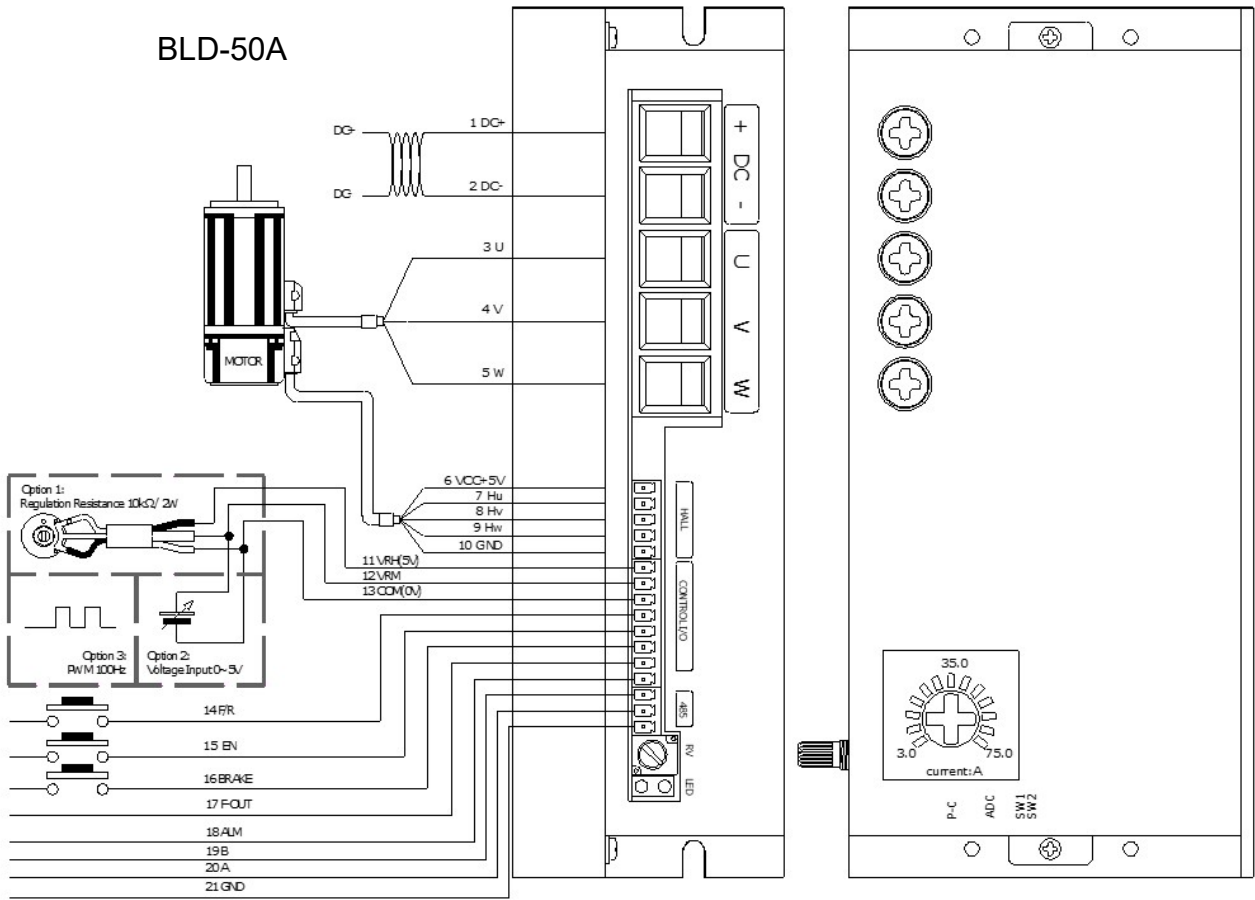 BLD-50A
DC+
1 DC+
DC-
2 DC-
3 U
4 V
5 W
MOTOR
+ DC -
U
V
W
6 VCC+5V
7 Hu
8 Hv
9 Hw
10 GND
HALL
Option 1:
Regulation Resistance 10kΩ/ 2W
11 VRH(5V)
12 VRM
13 COM(0V)
CONTROL I/O
Option 3:
PWM 100Hz
Option 2:
Voltage Input 0~5V
14 F/R
15 EN
16 BRAKE
17 F-OUT
18 ALM
19 B
20 A
21 GND
485
RV
LED
35.0
3.0
75.0
current: A
P-C
ADC
SW1
SW2